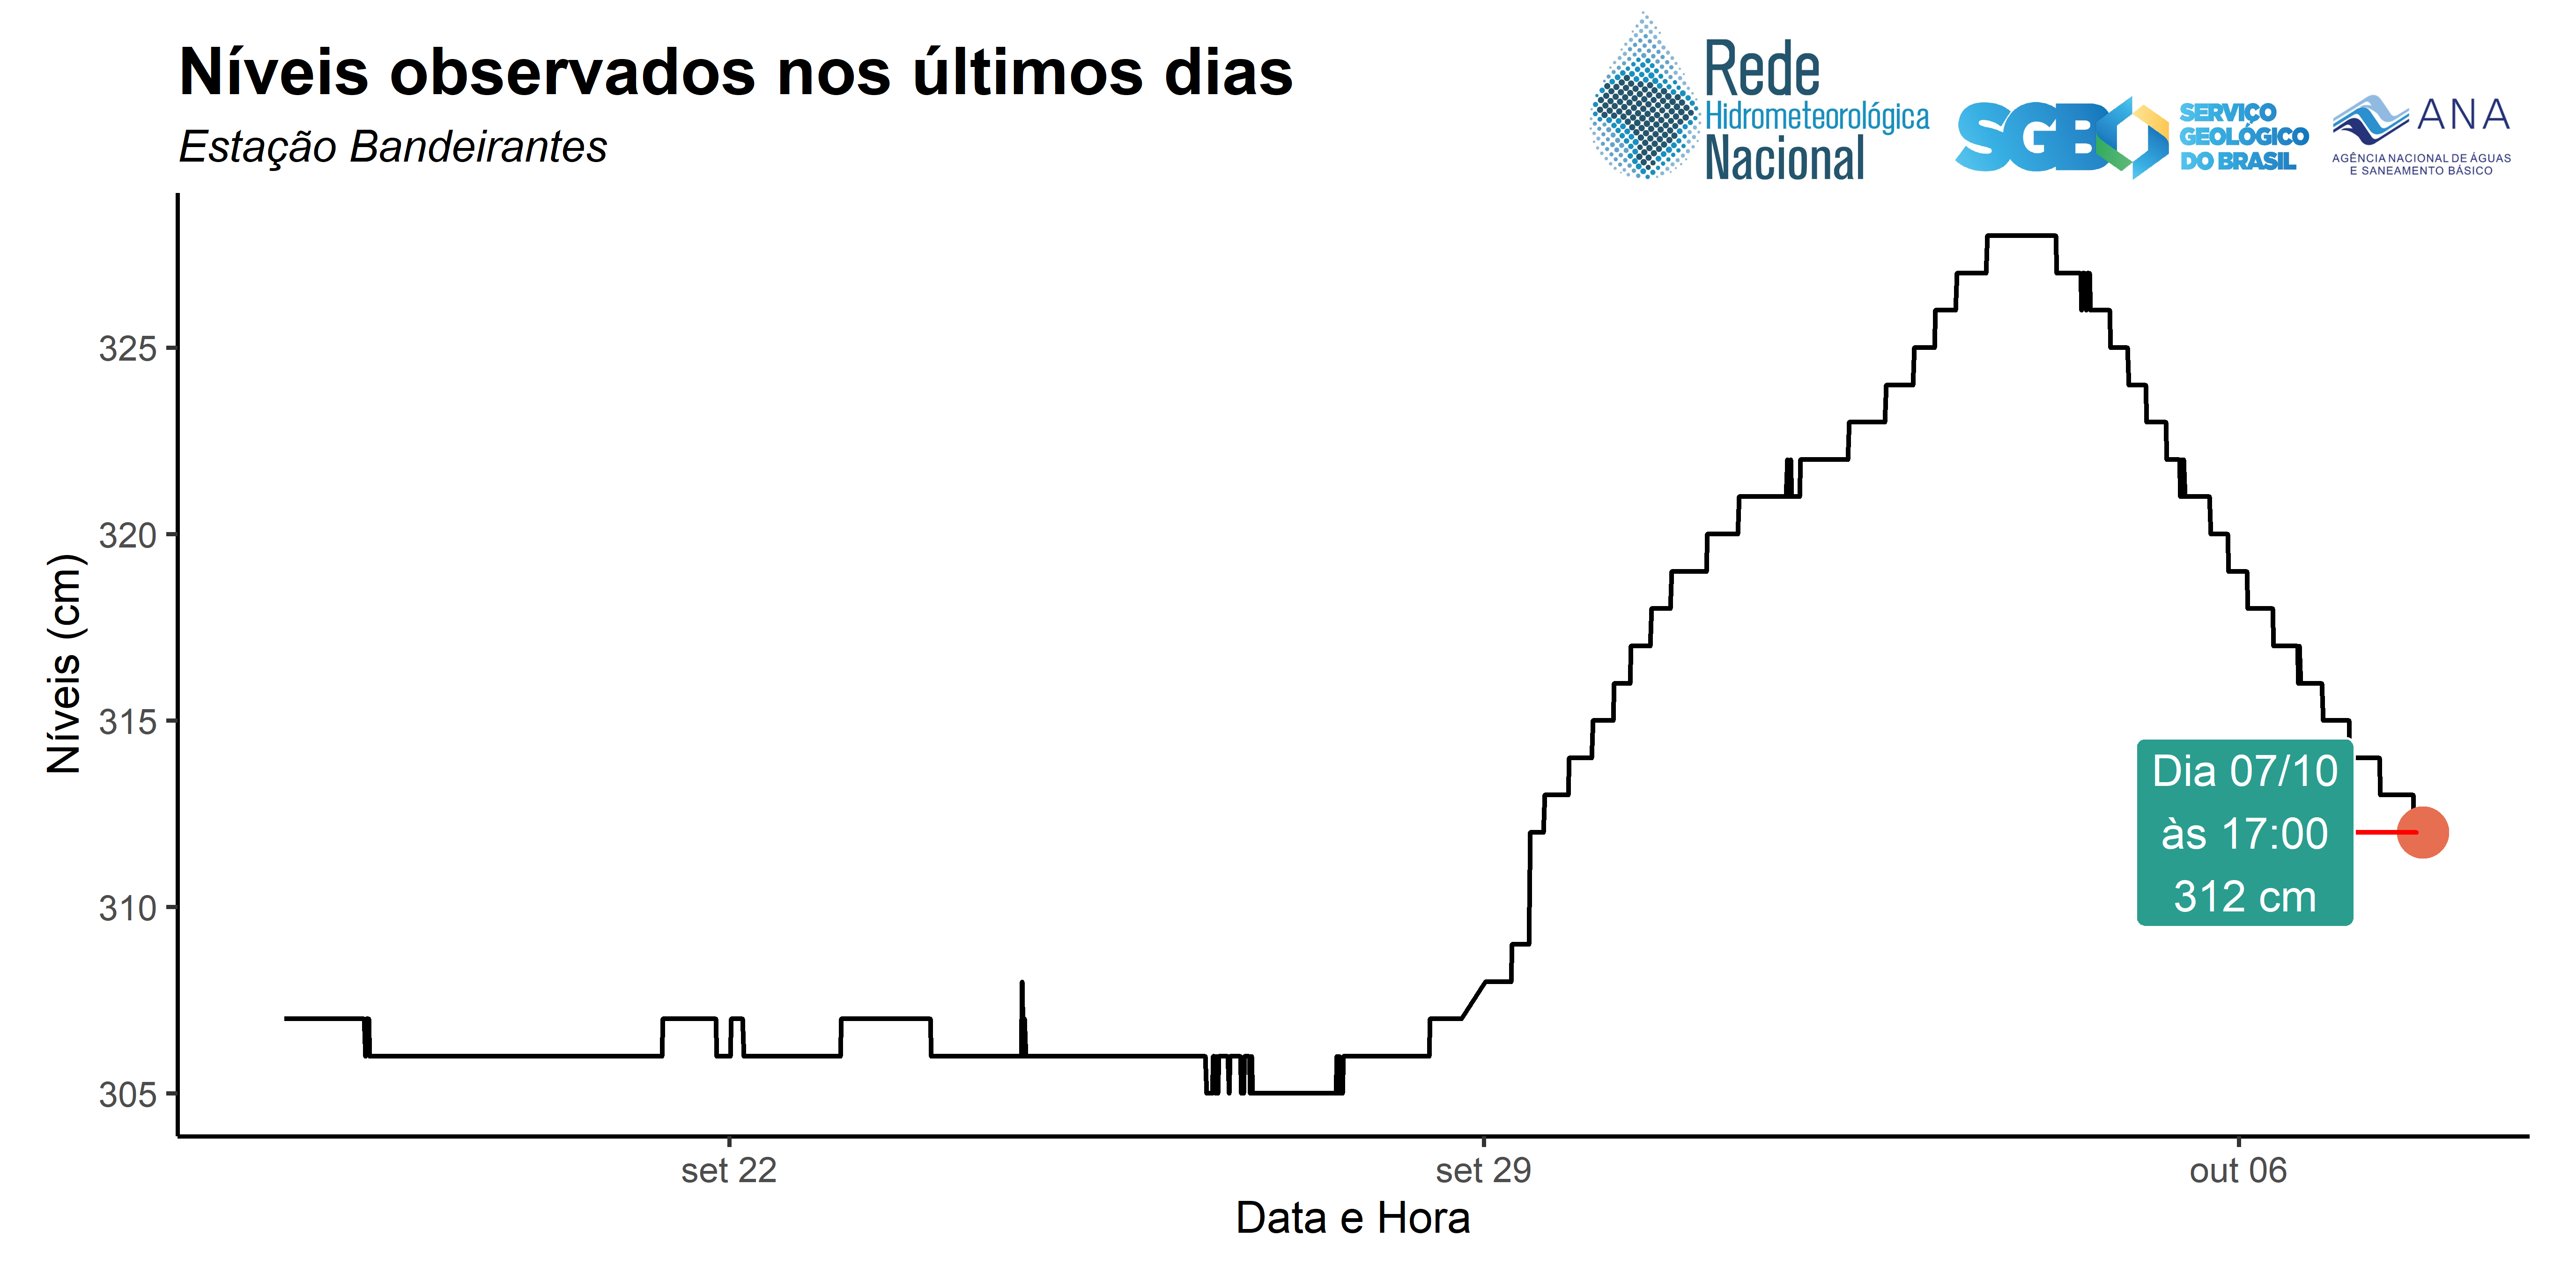 Níveis observados nos últimos dias
Estação Bandeirantes
Rede
Hidrometeorológica
Nacional
SGB
SERVIÇO
GEOLÓGICO
DO BRASIL
ANA
AGÊNCIA NACIONAL DE ÁGUAS
E SANEAMENTO BÁSICO
Níveis (cm)
325
320
315
310
305
Dia 07/10
às 17:00
312 cm
set 22
set 29
out 06
Data e Hora